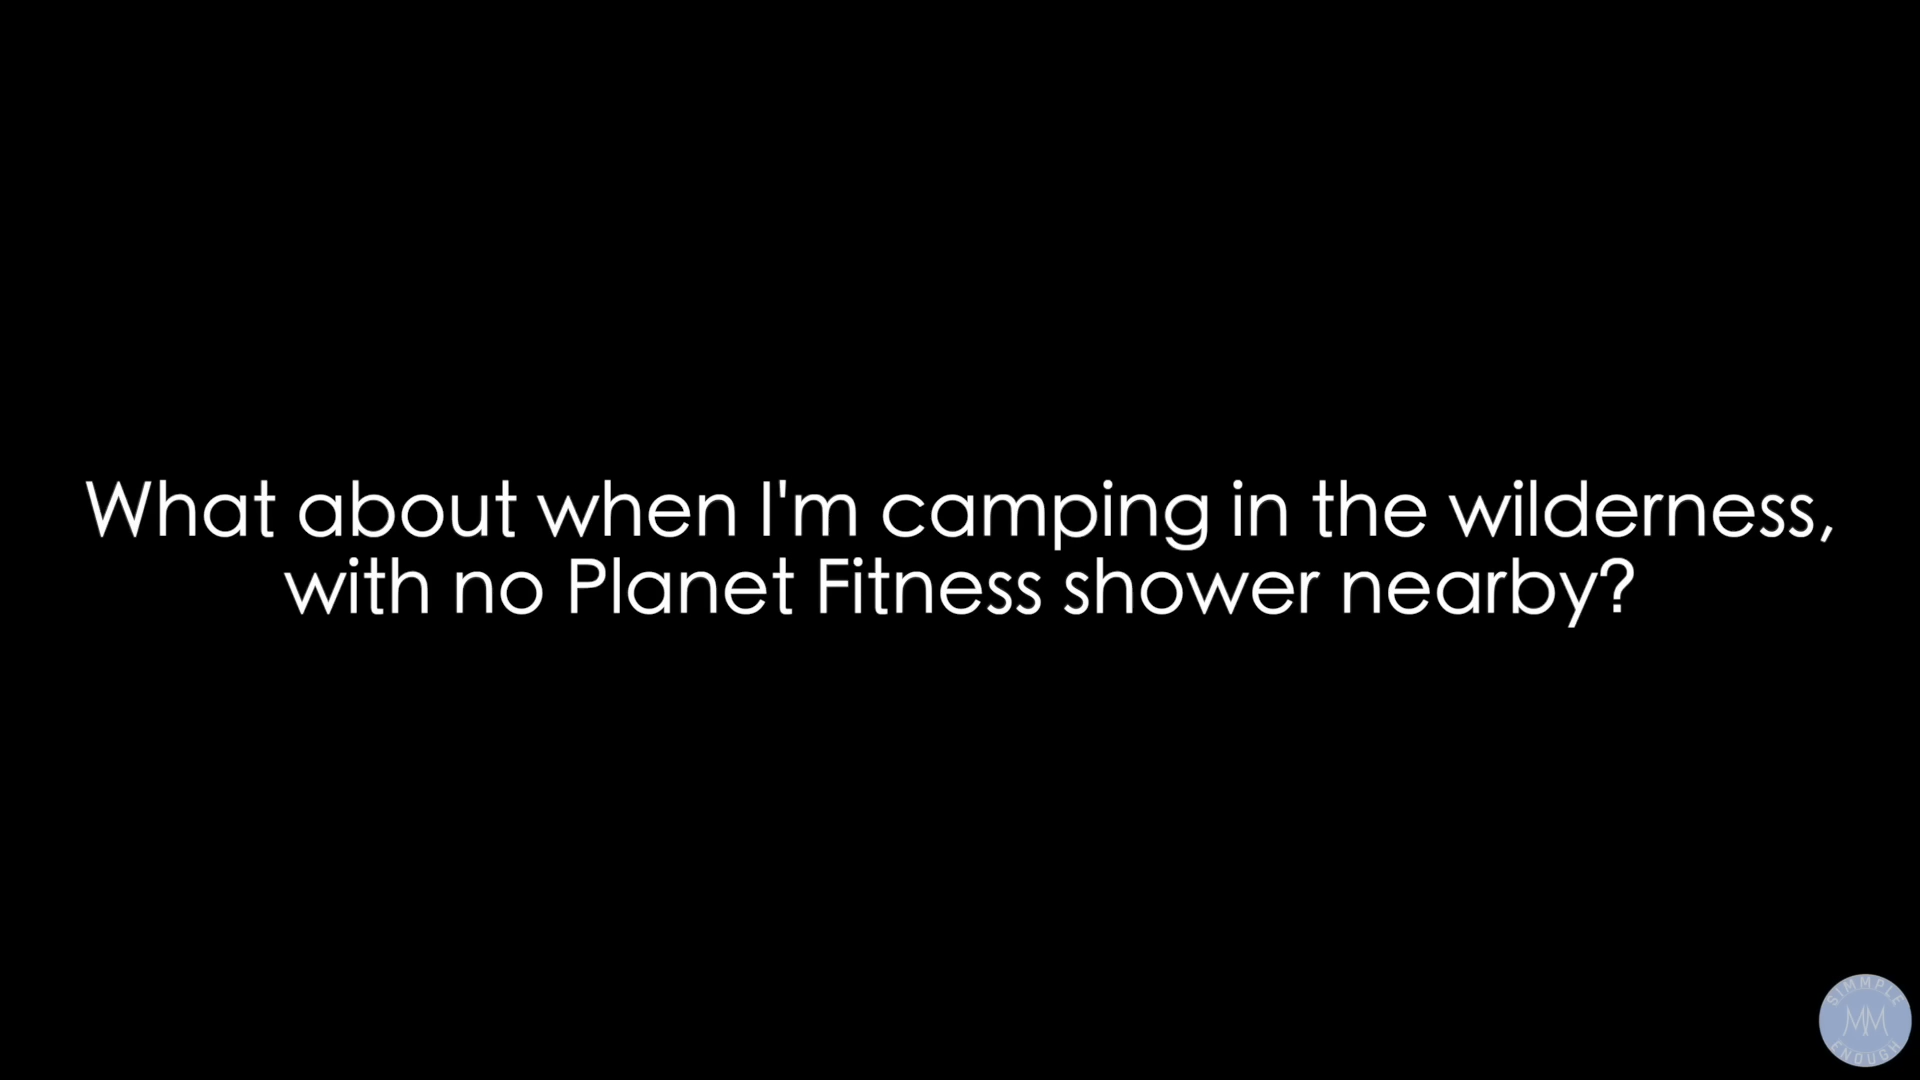 What about when I'm camping in the wilderness,
with no Planet Fitness shower nearby?
SIMMPLE
MM
ENOUGH